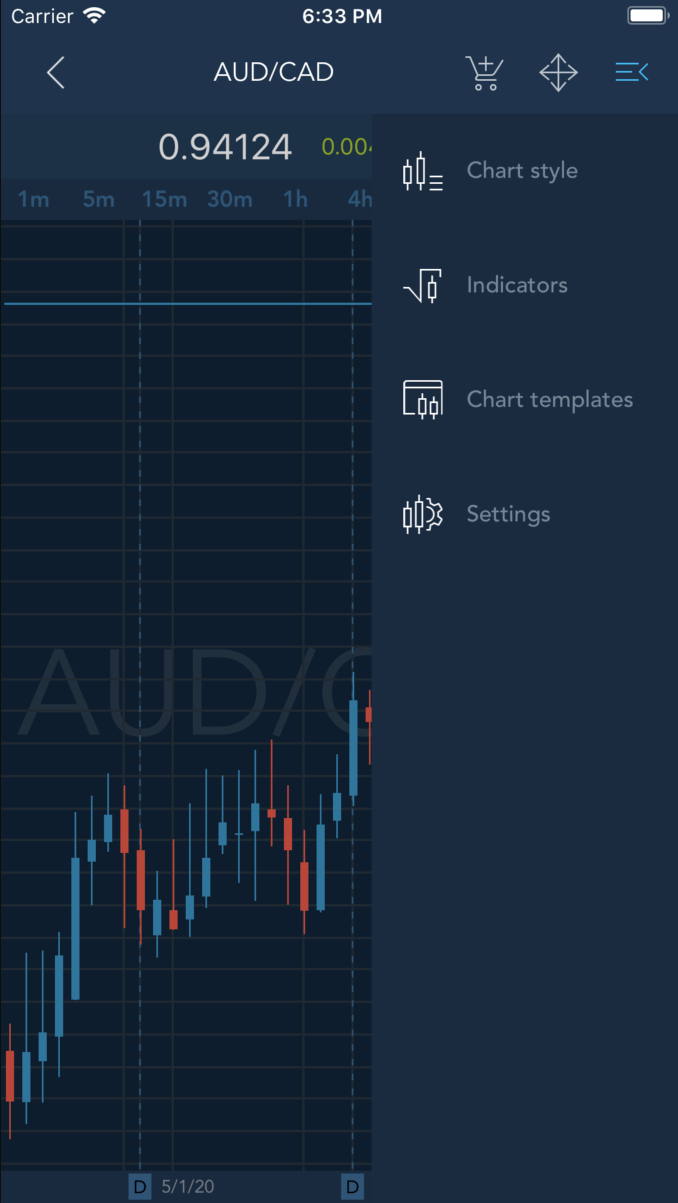 Carrier 6:33 PM
AUD/CAD
0.94124 0.004
1m 5m 15m 30m 1h 4h
Chart style
Indicators
Chart templates
Settings
AUD/C
D 5/1/20 D